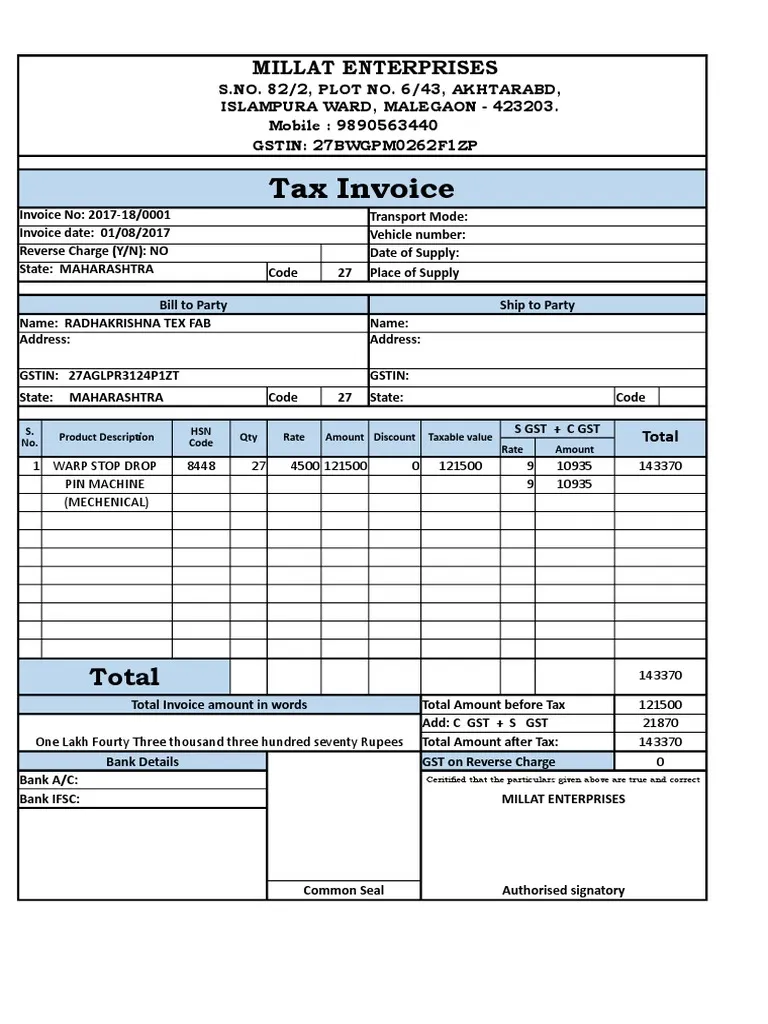 MILLAT ENTERPRISES
S.NO. 82/2, PLOT NO. 6/43, AKHTARABD,
ISLAMPURA WARD, MALEGAON - 423203.
Mobile : 9890563440
GSTIN: 27BWGPM0262F1ZP
Tax Invoice
Invoice No: 2017-18/0001 Transport Mode:
Invoice date: 01/08/2017 Vehicle number:
Reverse Charge (Y/N): NO Date of Supply:
State: MAHARASHTRA Code 27 Place of Supply
Bill to Party Ship to Party
Name: RADHAKRISHNA TEX FAB Name:
Address: Address:
GSTIN: 27AGLPR3124P1ZT GSTIN:
State: MAHARASHTRA Code 27 State: Code
S. No. Product Description HSN Code Qty Rate Amount Discount Taxable value S GST + C GST Total
Rate Amount
1 WARP STOP DROP 8448 27 4500 121500 0 121500 9 10935 143370
PIN MACHINE 9 10935
(MECHENICAL)
Total 143370
Total Invoice amount in words Total Amount before Tax 121500
Add: C GST + S GST 21870
One Lakh Fourty Three thousand three hundred seventy Rupees Total Amount after Tax: 143370
Bank Details GST on Reverse Charge 0
Bank A/C: Ceritified that the particulars given above are true and correct
Bank IFSC: MILLAT ENTERPRISES
Common Seal Authorised signatory